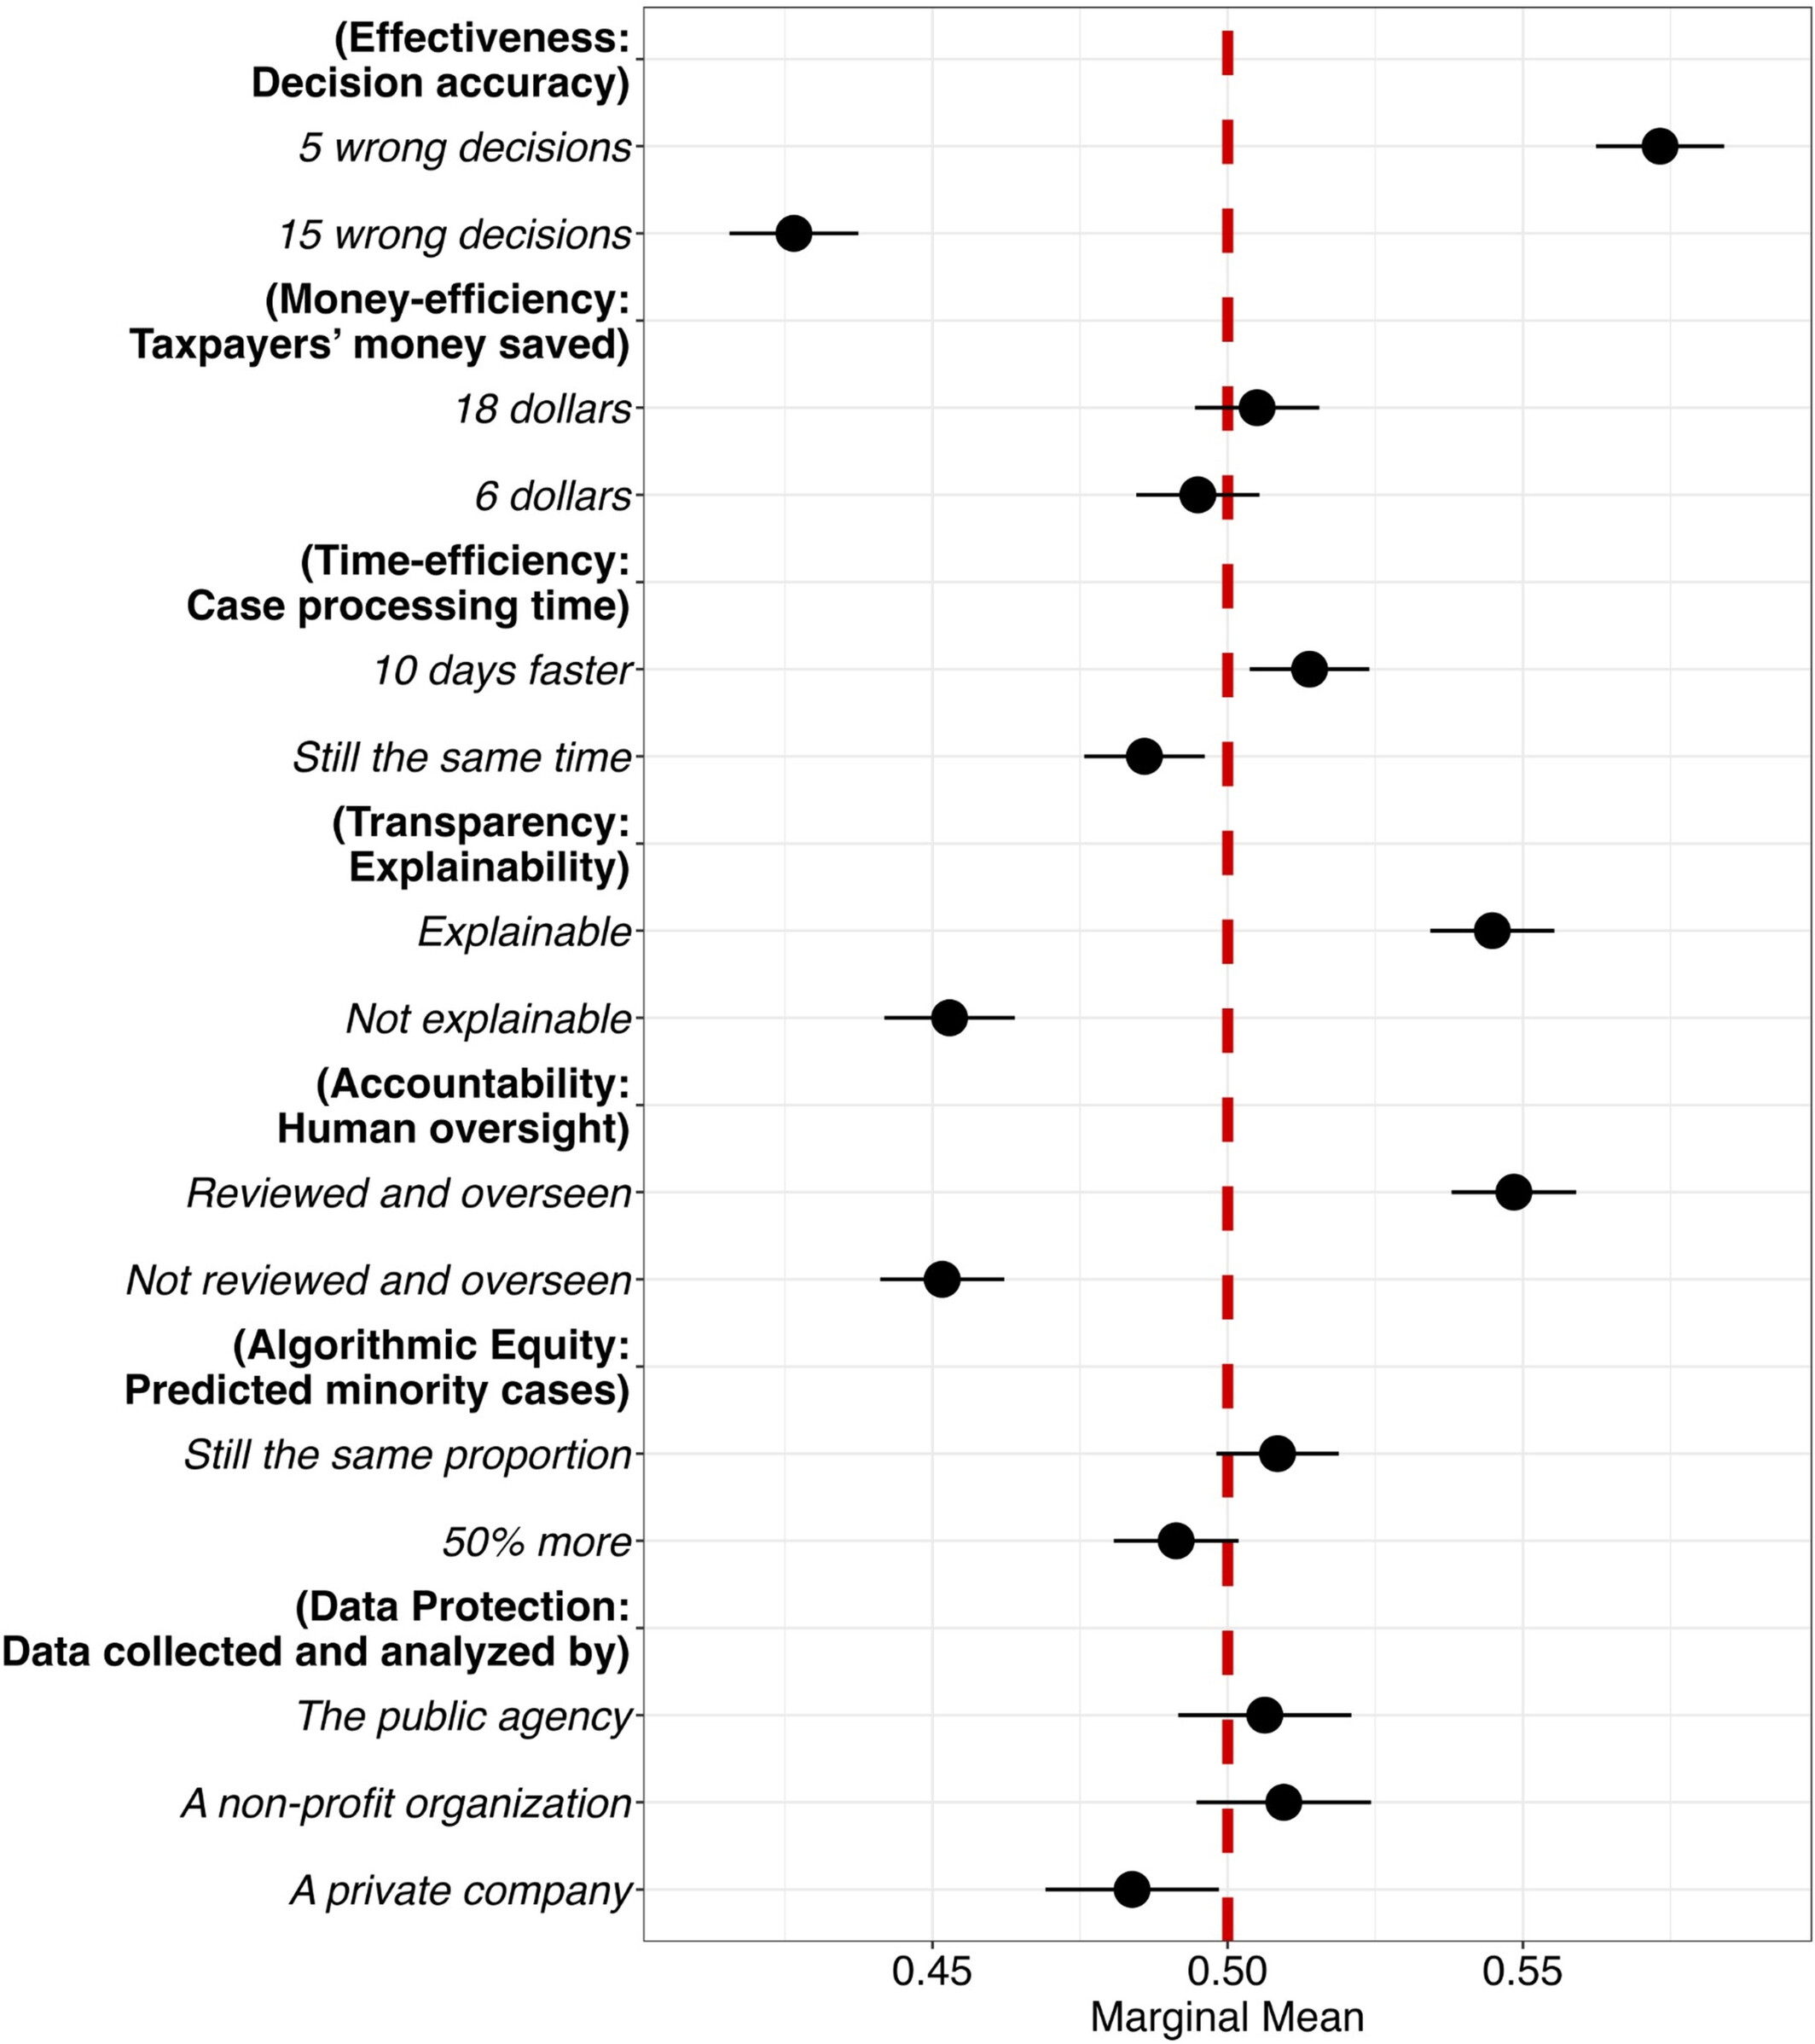 (Effectiveness:
Decision accuracy)
5 wrong decisions
15 wrong decisions
(Money-efficiency:
Taxpayers’ money saved)
18 dollars
6 dollars
(Time-efficiency:
Case processing time)
10 days faster
Still the same time
(Transparency:
Explainability)
Explainable
Not explainable
(Accountability:
Human oversight)
Reviewed and overseen
Not reviewed and overseen
(Algorithmic Equity:
Predicted minority cases)
Still the same proportion
50% more
(Data Protection:
Data collected and analyzed by)
The public agency
A non-profit organization
A private company
0.45 0.50 0.55
Marginal Mean